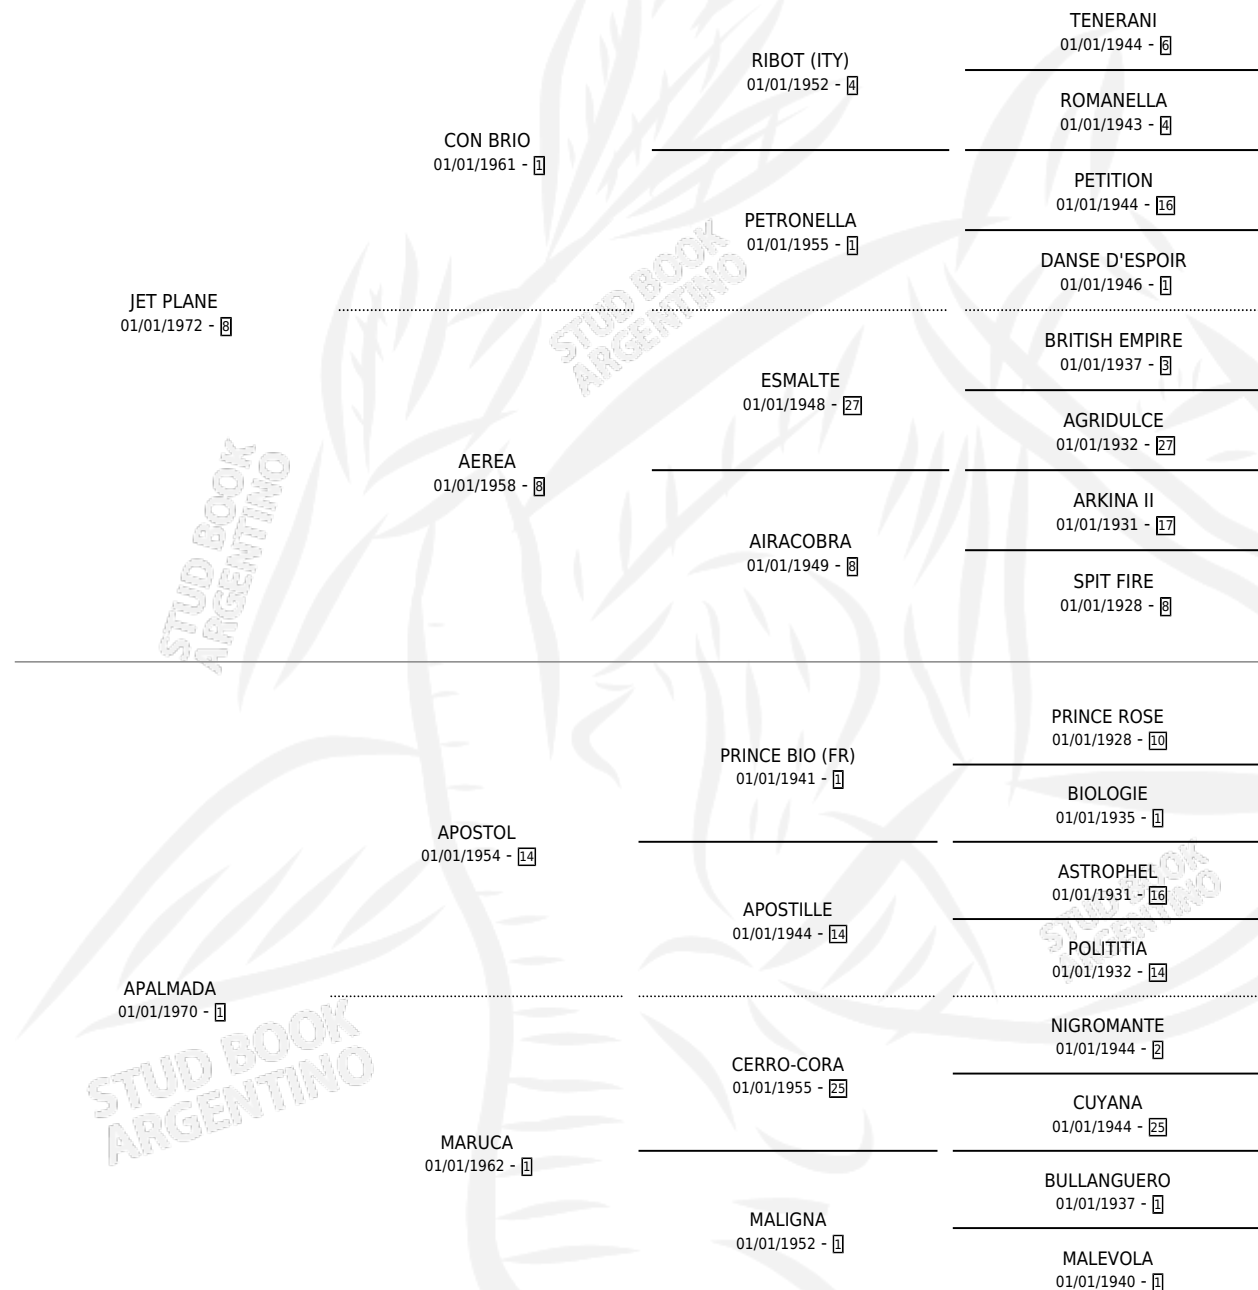 TENERANI
01/01/1944 - 6
RIBOT (ITY)
01/01/1952 - 4
ROMANELLA
01/01/1943 - 4
CON BRIO
01/01/1961 - 1
PETITION
01/01/1944 - 16
PETRONELLA
01/01/1955 - 1
DANSE D'ESPOIR
01/01/1946 - 1
JET PLANE
01/01/1972 - 8
BRITISH EMPIRE
01/01/1937 - 3
ESMALTE
01/01/1948 - 27
AGRIDULCE
01/01/1932 - 27
AEREA
01/01/1958 - 8
ARKINA II
01/01/1931 - 17
AIRACOBRA
01/01/1949 - 8
SPIT FIRE
01/01/1928 - 8
PRINCE ROSE
01/01/1928 - 10
PRINCE BIO (FR)
01/01/1941 - 1
BIOLOGIE
01/01/1935 - 1
APOSTOL
01/01/1954 - 14
ASTROPHEL
01/01/1931 - 16
APOSTILLE
01/01/1944 - 14
POLITITIA
01/01/1932 - 14
APALMADA
01/01/1970 - 1
NIGROMANTE
01/01/1944 - 2
CERRO-CORA
01/01/1955 - 25
CUYANA
01/01/1944 - 25
MARUCA
01/01/1962 - 1
BULLANGUERO
01/01/1937 - 1
MALIGNA
01/01/1952 - 1
MALEVOLA
01/01/1940 - 1
STUD BOOK
ARGENTINO
STUD BOOK
ARGENTINO
STUD BOOK
ARGENTINO
STUD BOOK
ARGENTINO